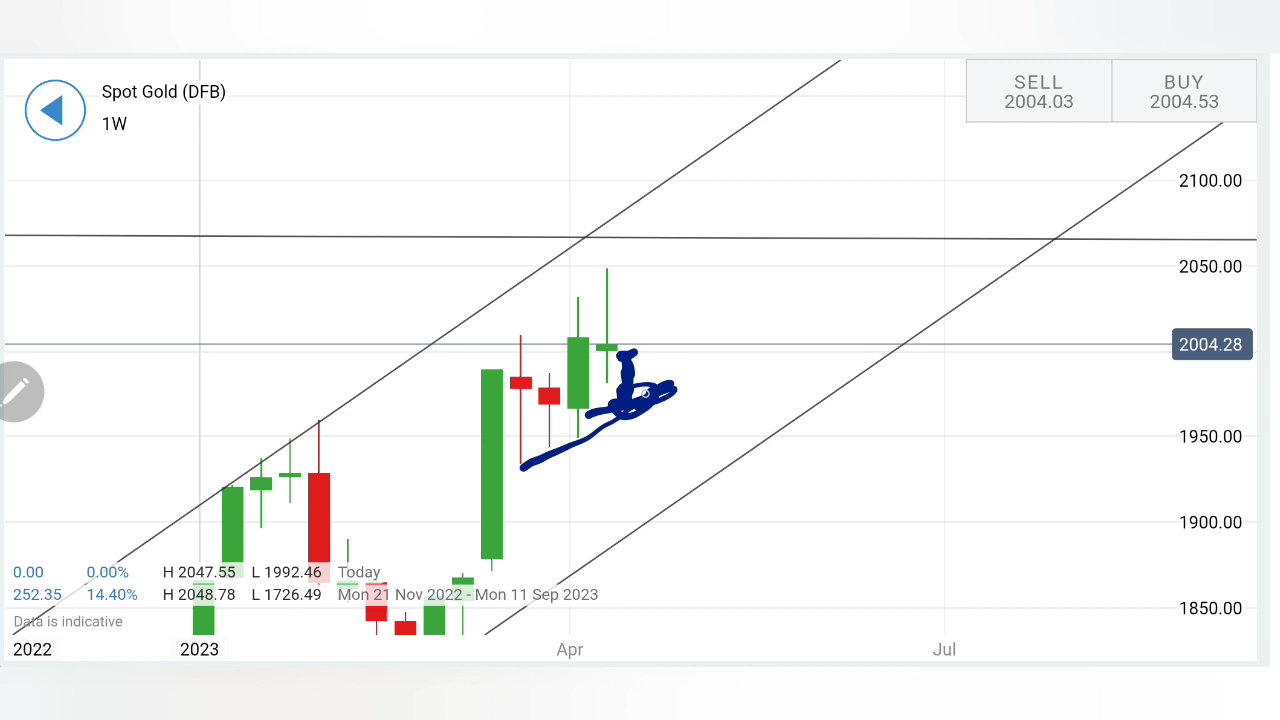 Spot Gold (DFB)
1W
SELL
2004.03
BUY
2004.53
2100.00
2050.00
2004.28
1950.00
1900.00
1850.00
0.00 0.00% H 2047.55 L 1992.46 Today
252.35 14.40% H 2048.78 L 1726.49 Mon 21 Nov 2022 - Mon 11 Sep 2023
Data is indicative
2022 2023 Apr Jul